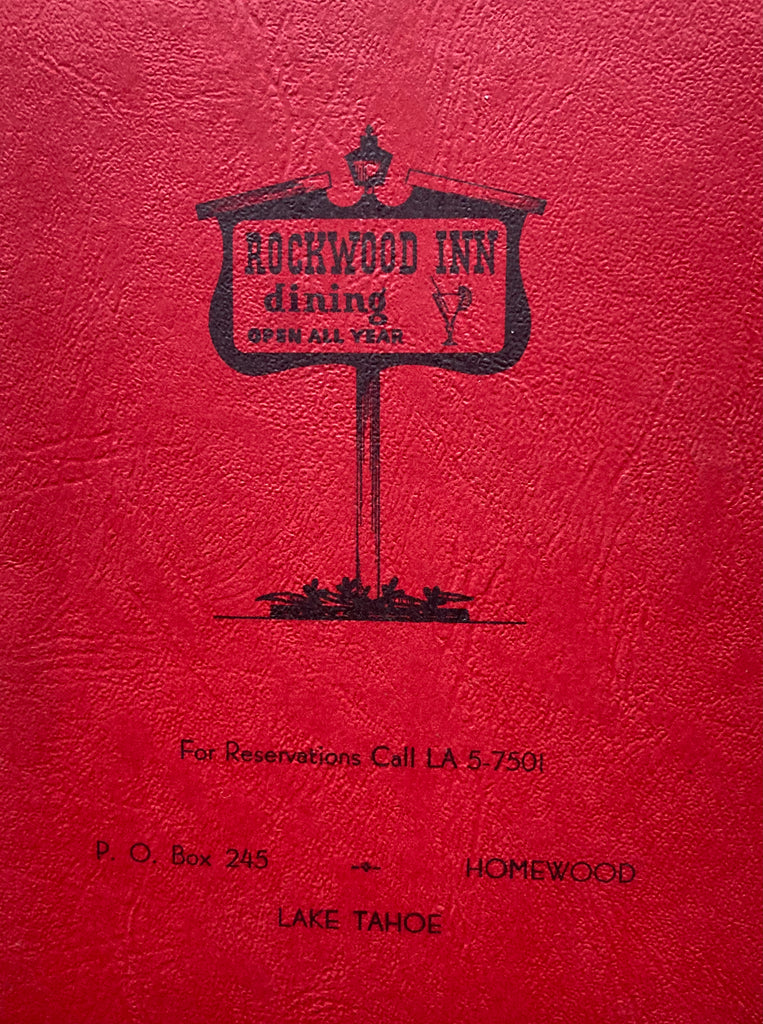 ROCKWOOD INN
dining
OPEN ALL YEAR
For Reservations Call LA 5-7501
P. O. Box 245 HOMEWOOD
LAKE TAHOE